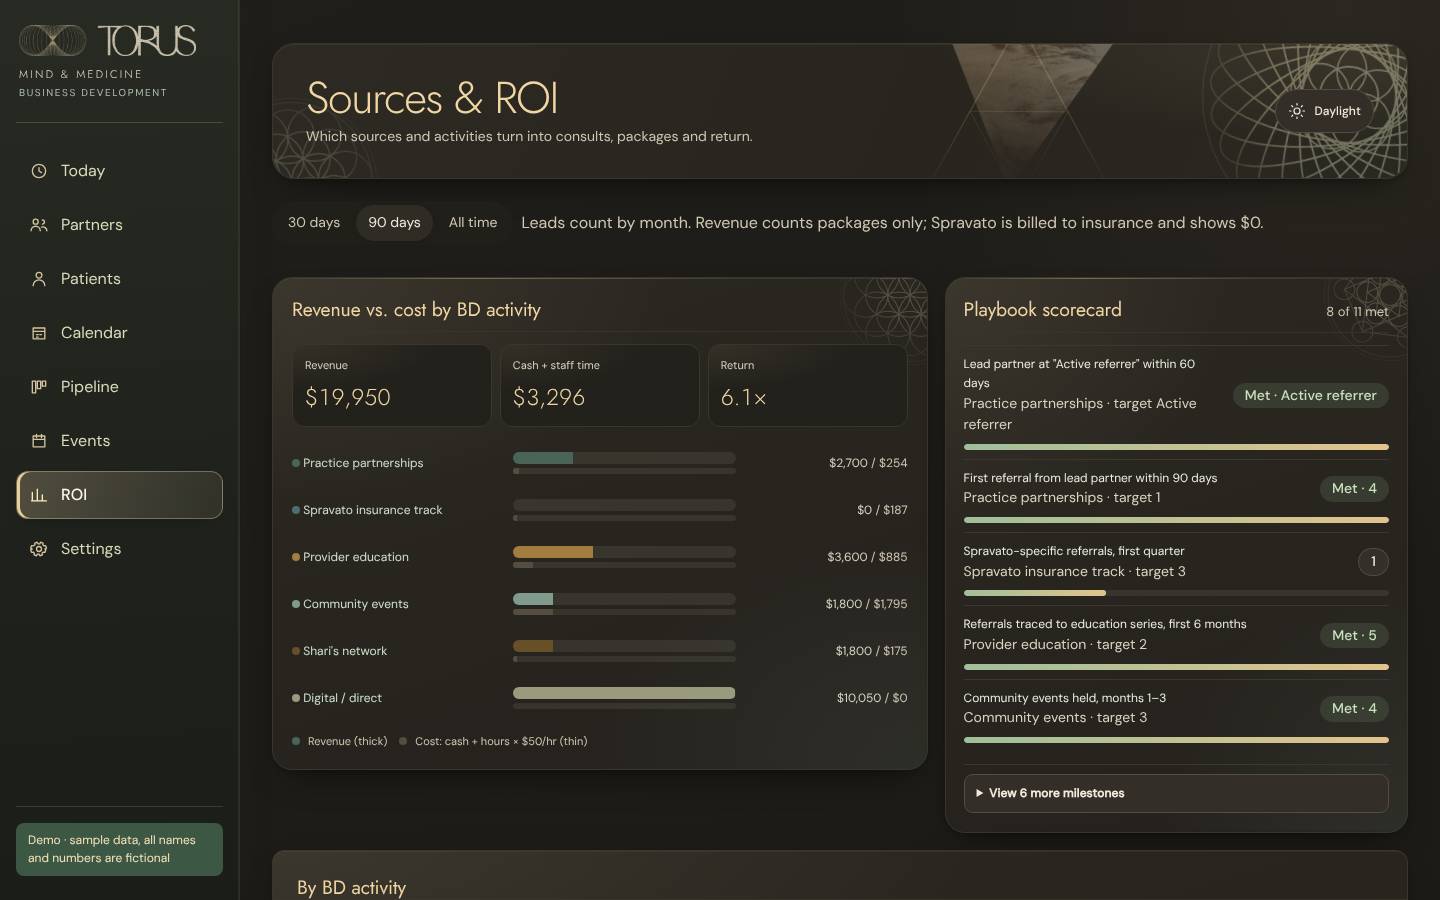 TORUS
MIND & MEDICINE
BUSINESS DEVELOPMENT
Today
Partners
Patients
Calendar
Pipeline
Events
ROI
Settings
Demo · sample data, all names
and numbers are fictional
Sources & ROI
Which sources and activities turn into consults, packages and return.
Daylight
30 days
90 days
All time
Leads count by month. Revenue counts packages only; Spravato is billed to insurance and shows $0.
Revenue vs. cost by BD activity
Revenue
$19,950
Cash + staff time
$3,296
Return
6.1×
Practice partnerships
$2,700 / $254
Spravato insurance track
$0 / $187
Provider education
$3,600 / $885
Community events
$1,800 / $1,795
Shari's network
$1,800 / $175
Digital / direct
$10,050 / $0
Revenue (thick)
Cost: cash + hours × $50/hr (thin)
Playbook scorecard
8 of 11 met
Lead partner at "Active referrer" within 60
days
Practice partnerships · target Active
referrer
Met · Active referrer
First referral from lead partner within 90 days
Practice partnerships · target 1
Met · 4
Spravato-specific referrals, first quarter
Spravato insurance track · target 3
1
Referrals traced to education series, first 6 months
Provider education · target 2
Met · 5
Community events held, months 1–3
Community events · target 3
Met · 4
View 6 more milestones
By BD activity